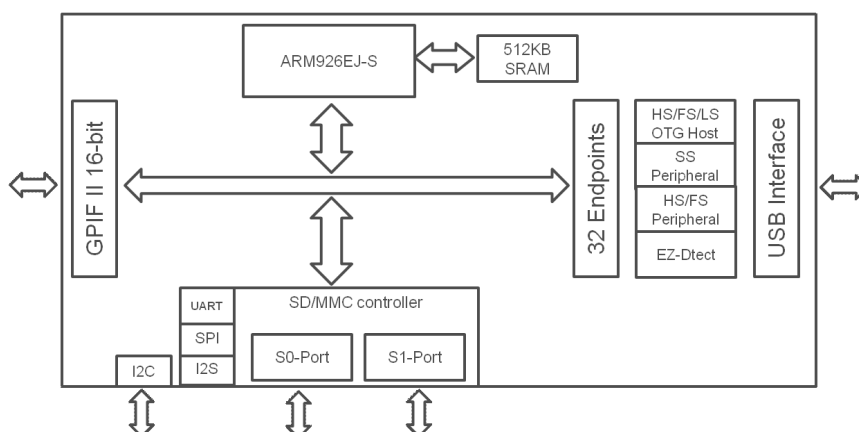 ARM926EJ-S
512KB
SRAM
GPIF II 16-bit
32 Endpoints
HS/FS/LS
OTG Host
SS
Peripheral
HS/FS
Peripheral
EZ-Dtect
USB Interface
UART
SPI
I2S
I2C
SD/MMC controller
S0-Port
S1-Port